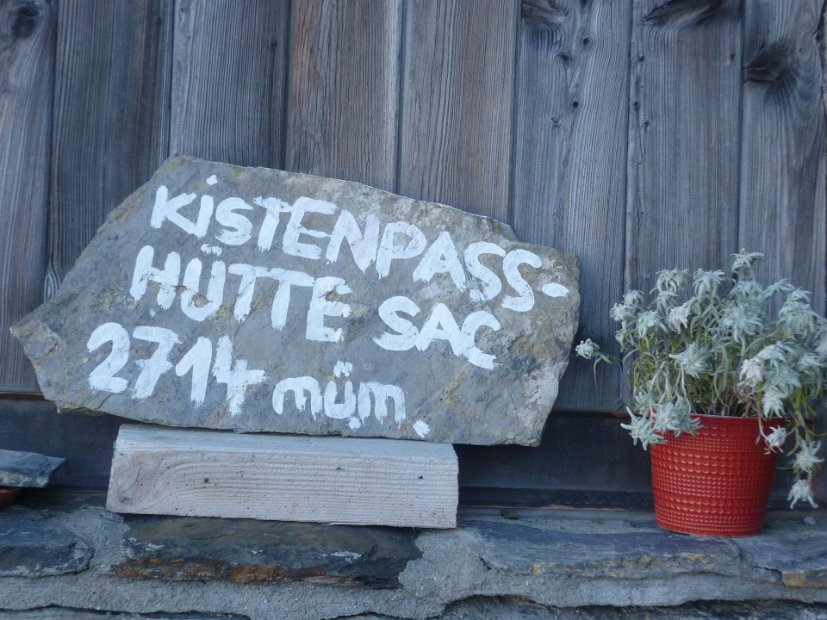 KiSTENPASS-
HÜTTE SAC
2714 müm.